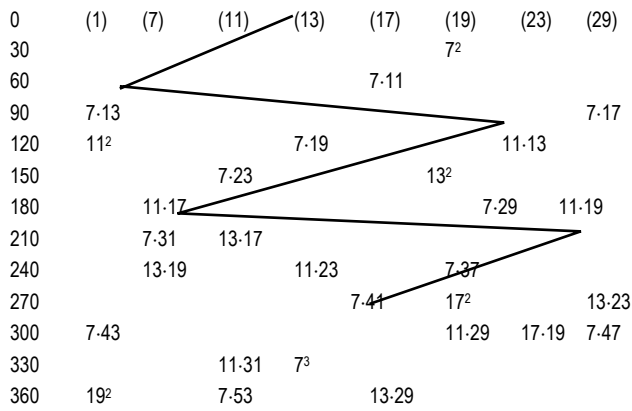 0 (1) (7) (11) (13) (17) (19) (23) (29)
30 7²
60 7·11
90 7·13 7·17
120 11² 7·19 11·13
150 7·23 13²
180 11·17 7·29 11·19
210 7·31 13·17
240 13·19 11·23 7·37
270 7·41 17² 13·23
300 7·43 11·29 17·19 7·47
330 11·31 7³
360 19² 7·53 13·29